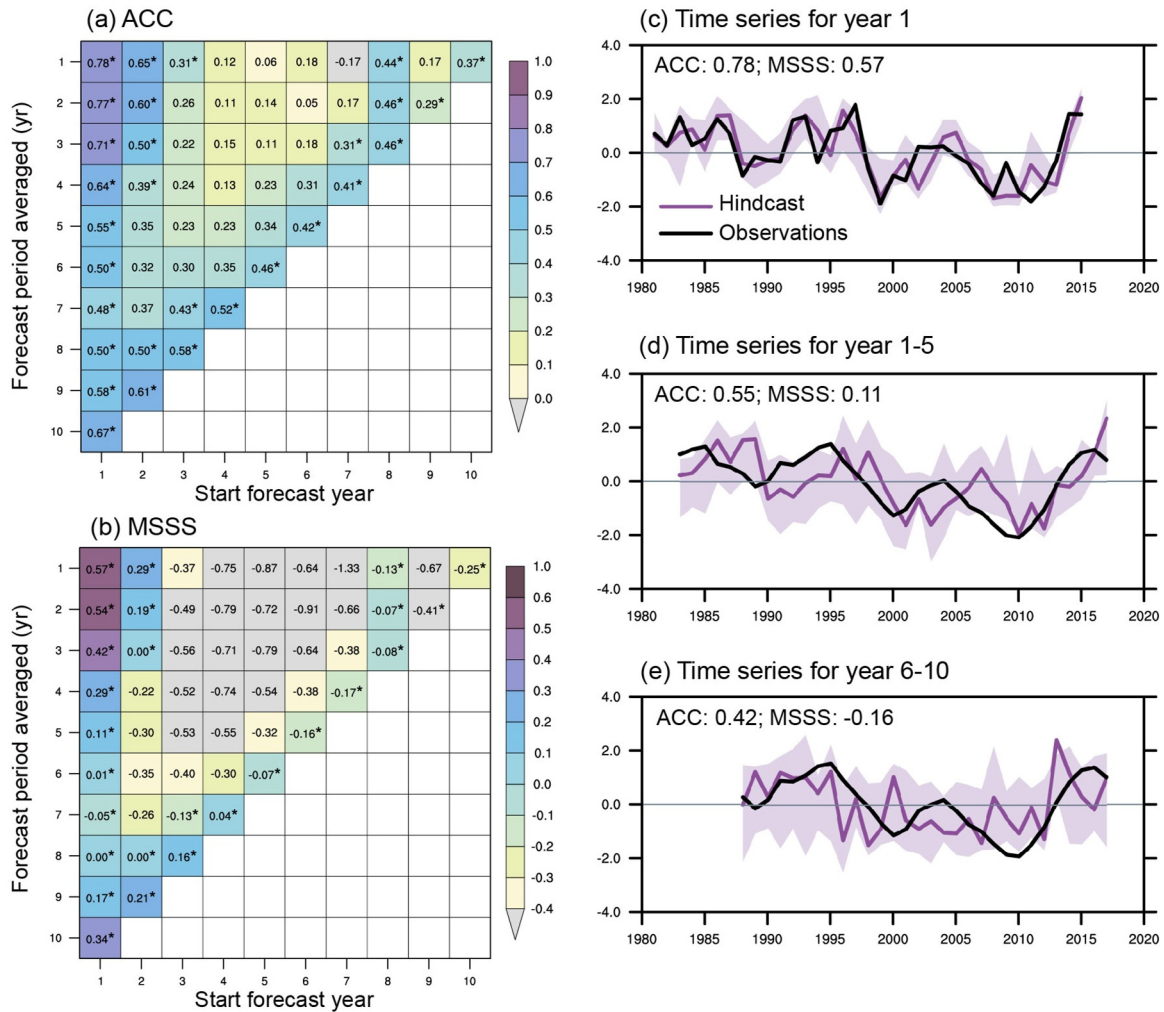 (a) ACC
Forecast period averaged (yr)
1 0.78* 0.65* 0.31* 0.12 0.06 0.18 -0.17 0.44* 0.17 0.37*
2 0.77* 0.60* 0.26 0.11 0.14 0.05 0.17 0.46* 0.29*
3 0.71* 0.50* 0.22 0.15 0.11 0.18 0.31* 0.46*
4 0.64* 0.39* 0.24 0.13 0.23 0.31 0.41*
5 0.55* 0.35 0.23 0.23 0.34 0.42*
6 0.50* 0.32 0.30 0.35 0.46*
7 0.48* 0.37 0.43* 0.52*
8 0.50* 0.50* 0.58*
9 0.58* 0.61*
10 0.67*
1 2 3 4 5 6 7 8 9 10
Start forecast year
1.0
0.9
0.8
0.7
0.6
0.5
0.4
0.3
0.2
0.1
0.0
(b) MSSS
Forecast period averaged (yr)
1 0.57* 0.29* -0.37 -0.75 -0.87 -0.64 -1.33 -0.13* -0.67 -0.25*
2 0.54* 0.19* -0.49 -0.79 -0.72 -0.91 -0.66 -0.07* -0.41*
3 0.42* 0.00* -0.56 -0.71 -0.79 -0.64 -0.38 -0.08*
4 0.29* -0.22 -0.52 -0.74 -0.54 -0.38 -0.17*
5 0.11* -0.30 -0.53 -0.55 -0.32 -0.16*
6 0.01* -0.35 -0.40 -0.30 -0.07*
7 -0.05* -0.26 -0.13* 0.04*
8 0.00* 0.00* 0.16*
9 0.17* 0.21*
10 0.34*
1 2 3 4 5 6 7 8 9 10
Start forecast year
1.0
0.6
0.5
0.4
0.3
0.2
0.1
0.0
-0.1
-0.2
-0.3
-0.4
(c) Time series for year 1
ACC: 0.78; MSSS: 0.57
4.0
2.0
0.0
-2.0
-4.0
Hindcast
Observations
1980 1985 1990 1995 2000 2005 2010 2015 2020
(d) Time series for year 1-5
ACC: 0.55; MSSS: 0.11
4.0
2.0
0.0
-2.0
-4.0
1980 1985 1990 1995 2000 2005 2010 2015 2020
(e) Time series for year 6-10
ACC: 0.42; MSSS: -0.16
4.0
2.0
0.0
-2.0
-4.0
1980 1985 1990 1995 2000 2005 2010 2015 2020